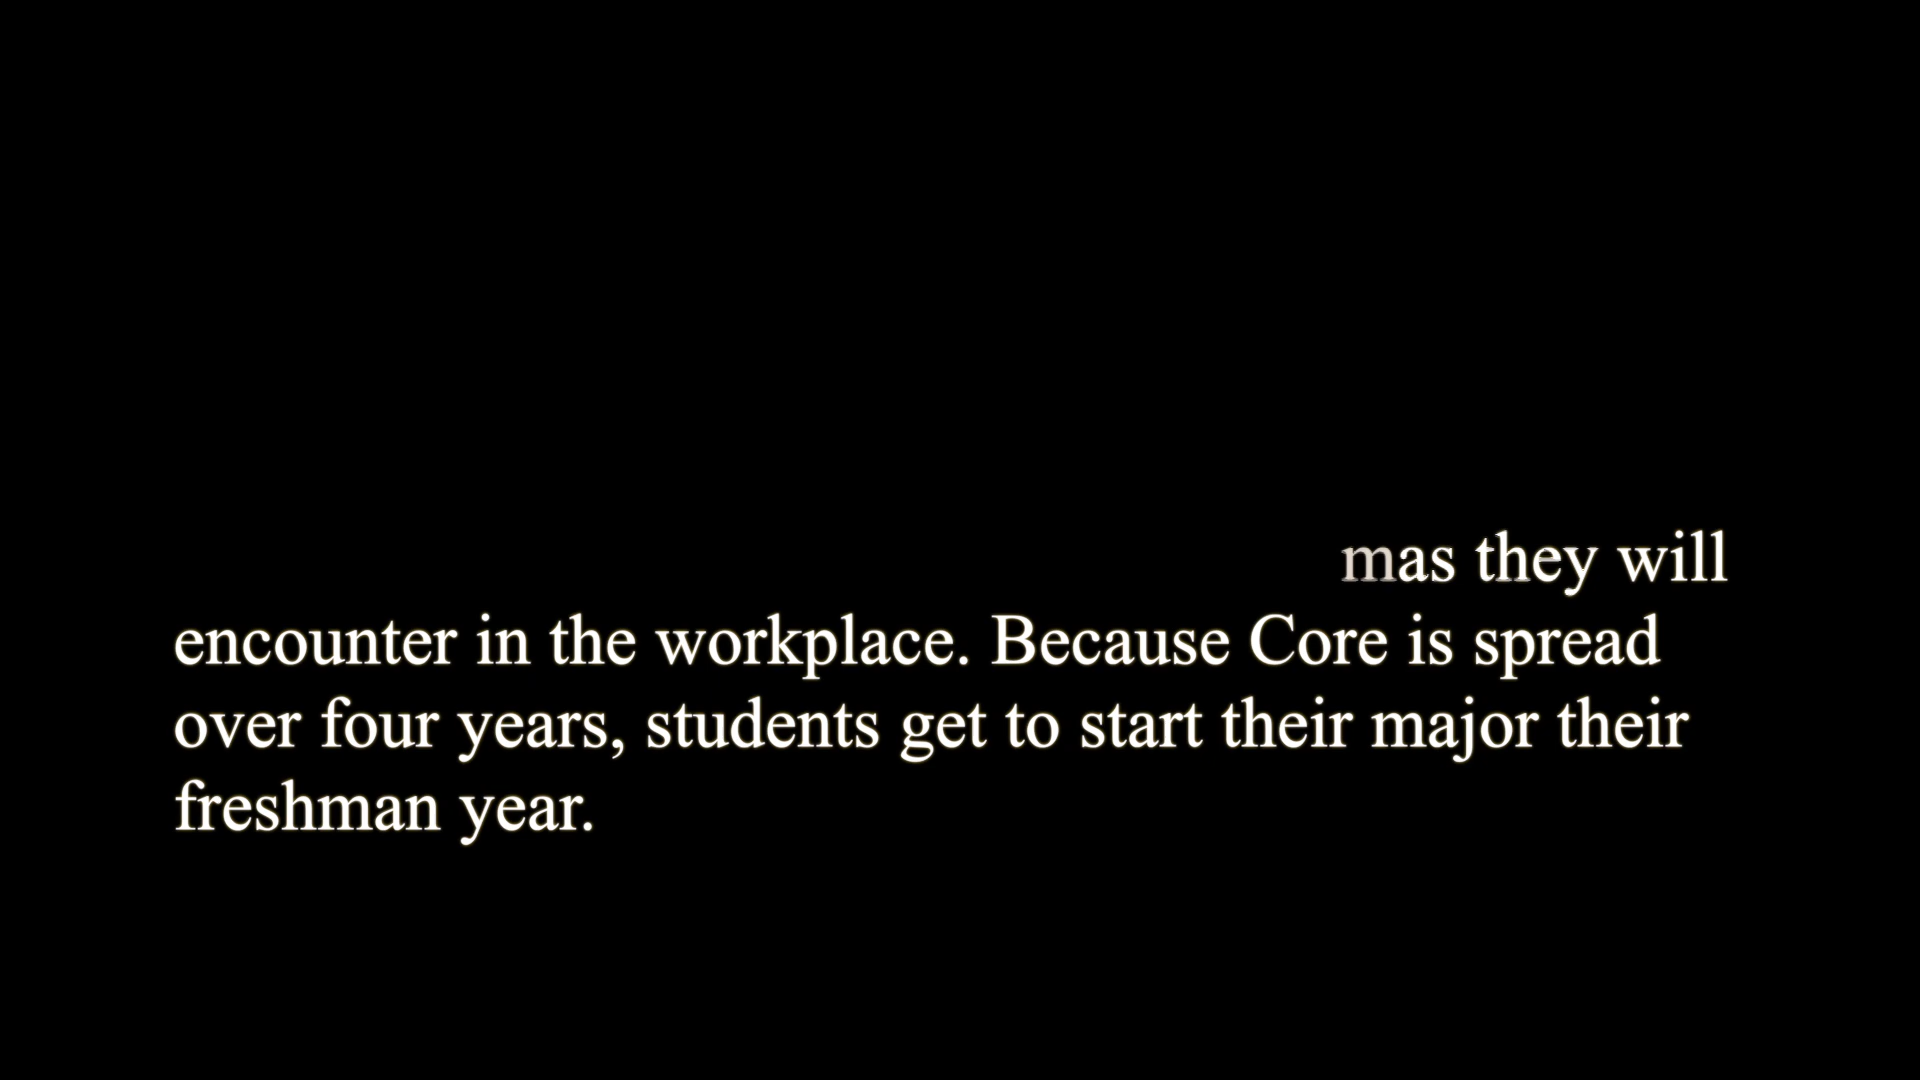 mas they will
encounter in the workplace. Because Core is spread
over four years, students get to start their major their
freshman year.